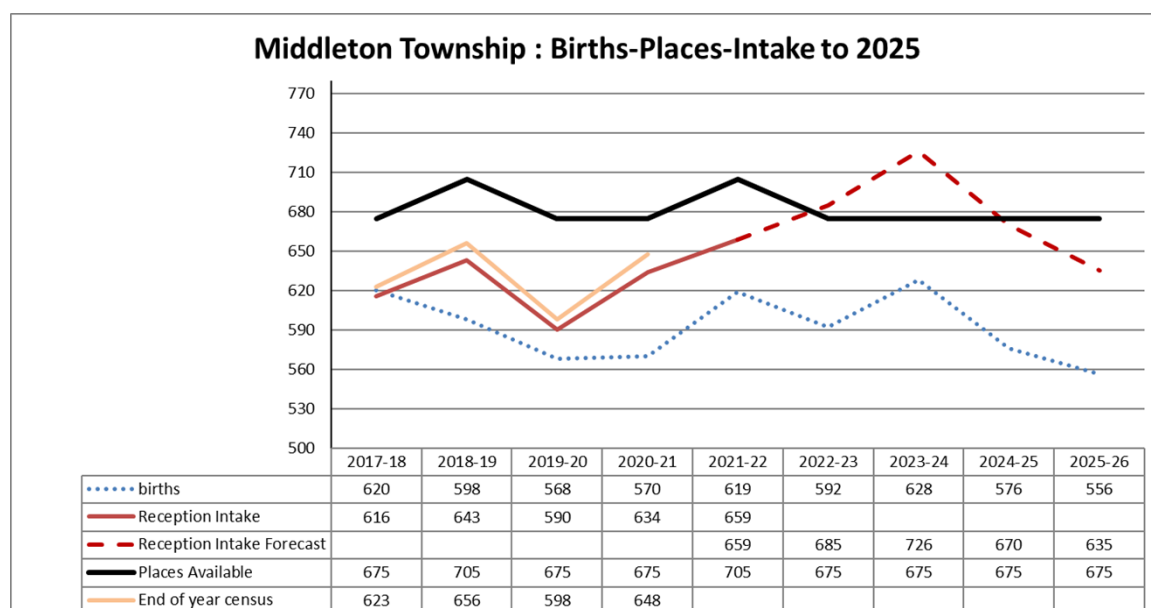 Middleton Township : Births-Places-Intake to 2025
770
740
710
680
650
620
590
560
530
500
2017-18 2018-19 2019-20 2020-21 2021-22 2022-23 2023-24 2024-25 2025-26
births 620 598 568 570 619 592 628 576 556
Reception Intake 616 643 590 634 659
Reception Intake Forecast 659 685 726 670 635
Places Available 675 705 675 675 705 675 675 675 675
End of year census 623 656 598 648